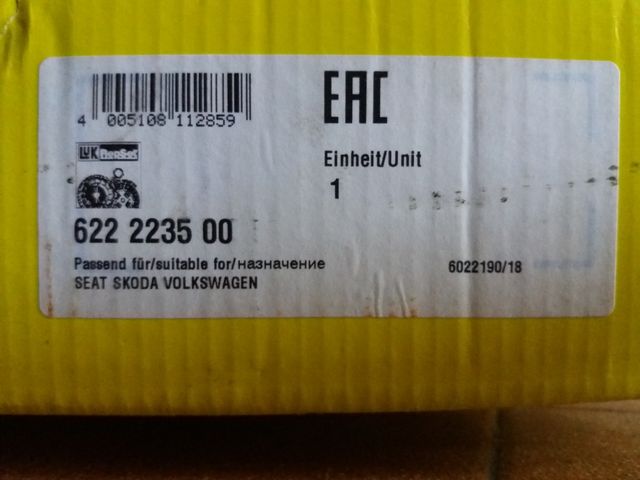 4 005108 112859
EAC
LuK RepSet
Einheit/Unit
1
622 2235 00
Passend für/suitable for/назначение
6022190/18
SEAT SKODA VOLKSWAGEN